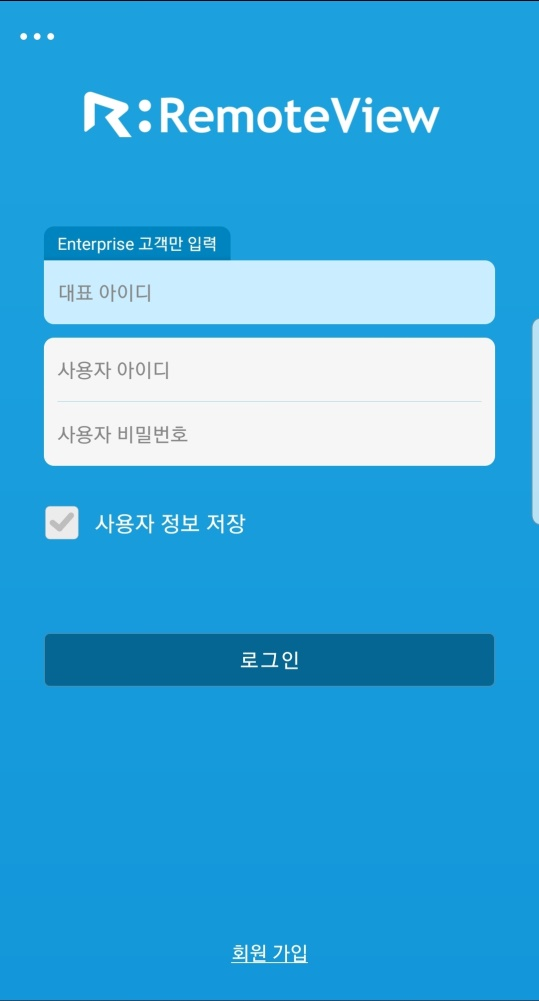 R:RemoteView
Enterprise 고객만 입력
대표 아이디
사용자 아이디
사용자 비밀번호
사용자 정보 저장
로그인
회원 가입